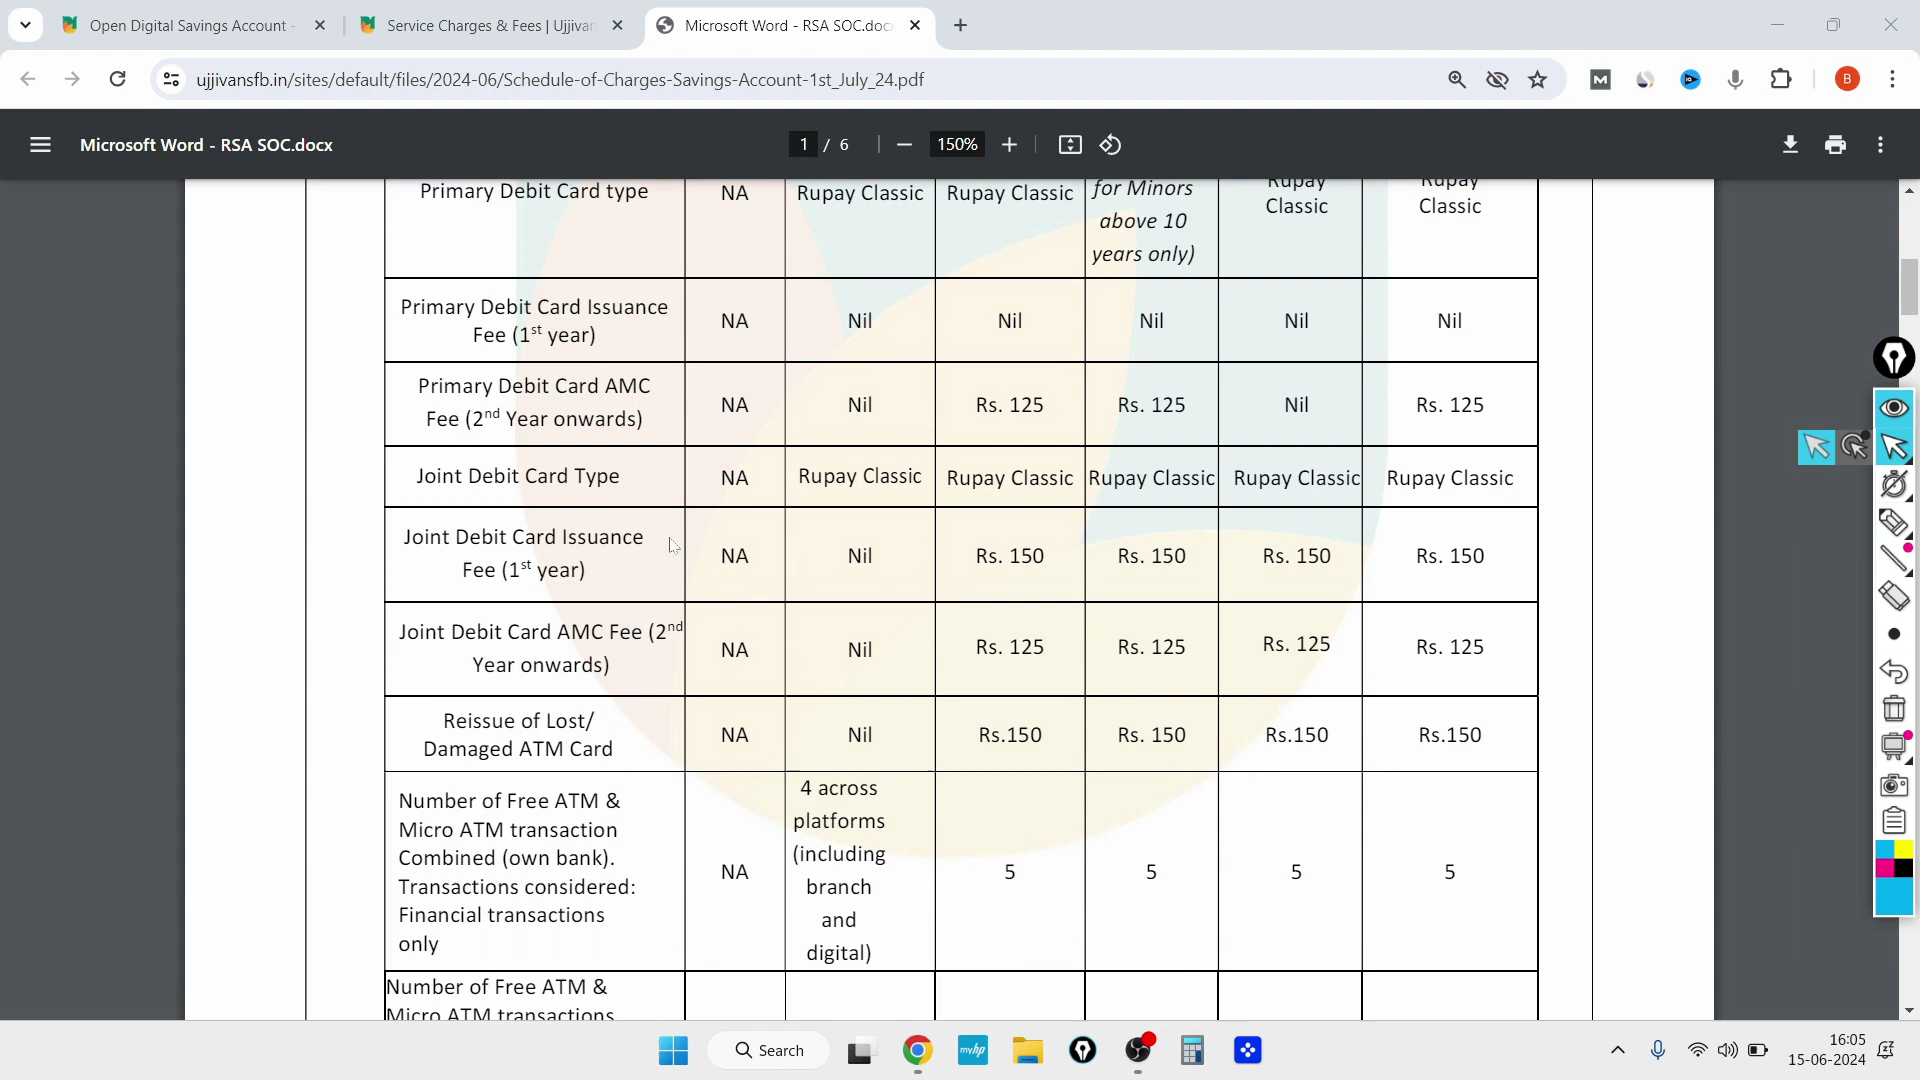 Open Digital Savings Account -
Service Charges & Fees | Ujjivan
Microsoft Word - RSA SOC.doc
ujjivansfb.in/sites/default/files/2024-06/Schedule-of-Charges-Savings-Account-1st_July_24.pdf
M
B
Microsoft Word - RSA SOC.docx
1 / 6
150%
Primary Debit Card type
NA
Rupay Classic
Rupay Classic
for Minors
above 10
years only)
Rupay
Classic
Rupay
Classic
Primary Debit Card Issuance
Fee (1st year)
NA
Nil
Nil
Nil
Nil
Nil
Primary Debit Card AMC
Fee (2nd Year onwards)
NA
Nil
Rs. 125
Rs. 125
Nil
Rs. 125
Joint Debit Card Type
NA
Rupay Classic
Rupay Classic
Rupay Classic
Rupay Classic
Rupay Classic
Joint Debit Card Issuance
Fee (1st year)
NA
Nil
Rs. 150
Rs. 150
Rs. 150
Rs. 150
Joint Debit Card AMC Fee (2nd
Year onwards)
NA
Nil
Rs. 125
Rs. 125
Rs. 125
Rs. 125
Reissue of Lost/
Damaged ATM Card
NA
Nil
Rs.150
Rs. 150
Rs.150
Rs.150
Number of Free ATM &
Micro ATM transaction
Combined (own bank).
Transactions considered:
Financial transactions
only
NA
4 across
platforms
(including
branch
and
digital)
5
5
5
5
Number of Free ATM &
Micro ATM transactions
Search
myhp
16:05
15-06-2024